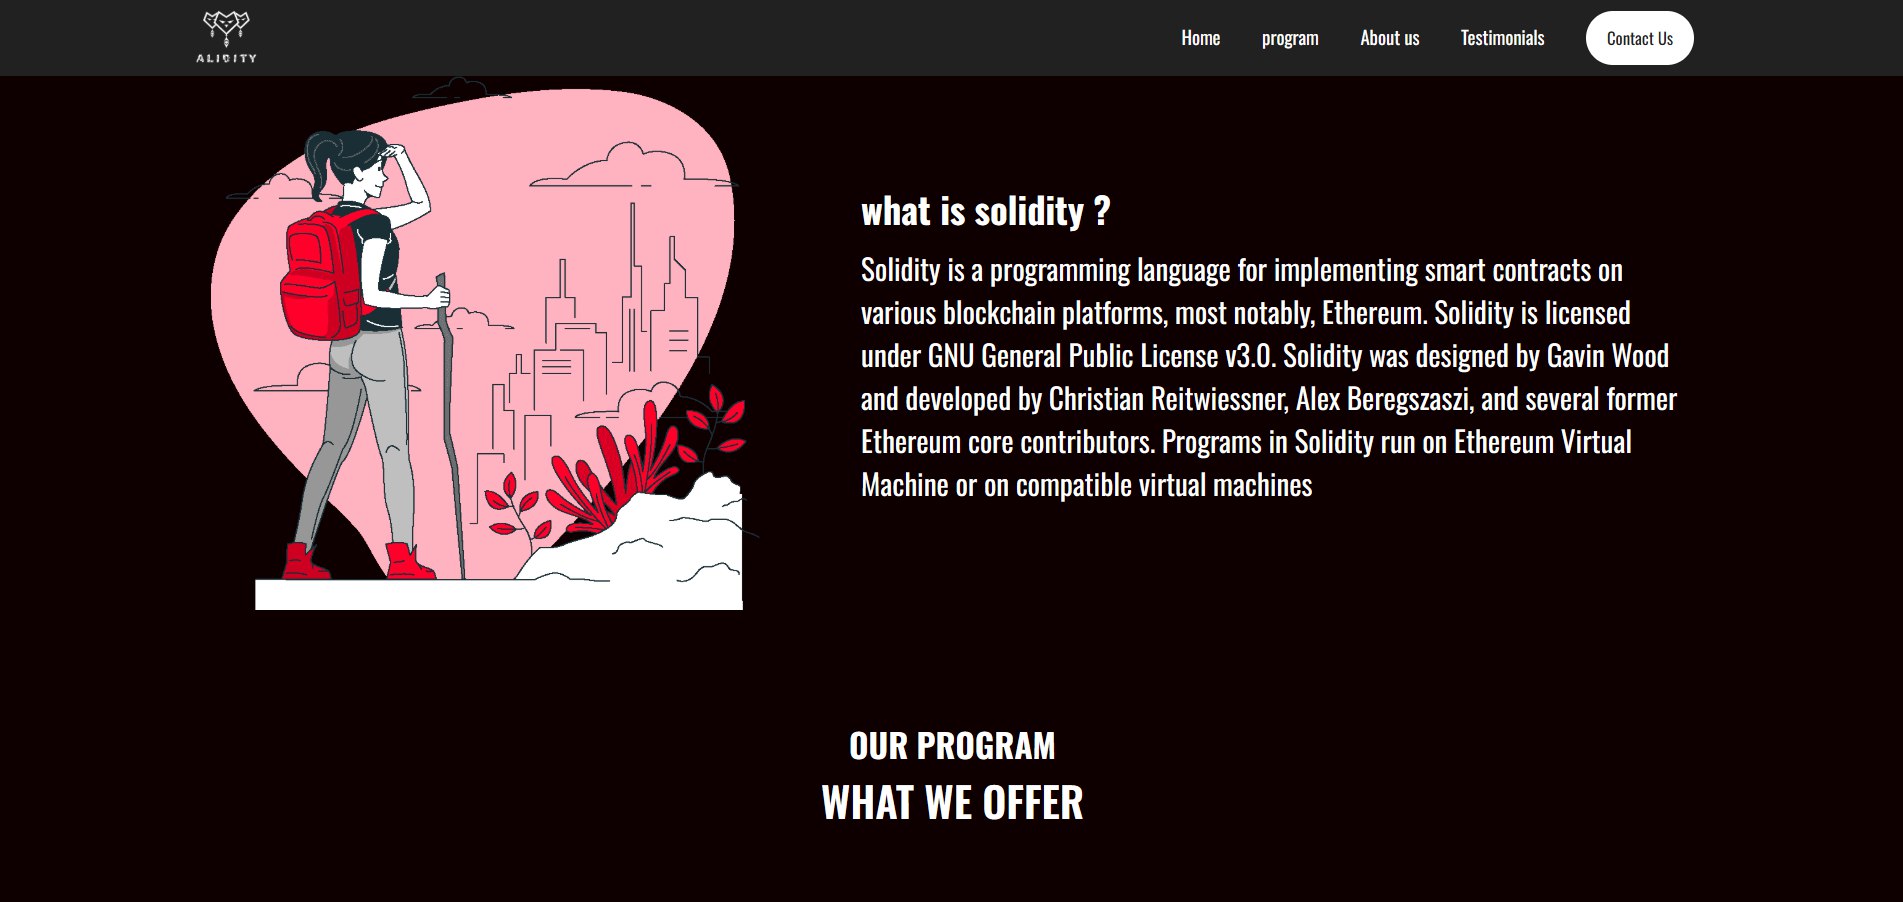 ALIDITY
Home program About us Testimonials Contact Us
what is solidity ?
Solidity is a programming language for implementing smart contracts on
various blockchain platforms, most notably, Ethereum. Solidity is licensed
under GNU General Public License v3.0. Solidity was designed by Gavin Wood
and developed by Christian Reitwiessner, Alex Beregszaszi, and several former
Ethereum core contributors. Programs in Solidity run on Ethereum Virtual
Machine or on compatible virtual machines
OUR PROGRAM
WHAT WE OFFER